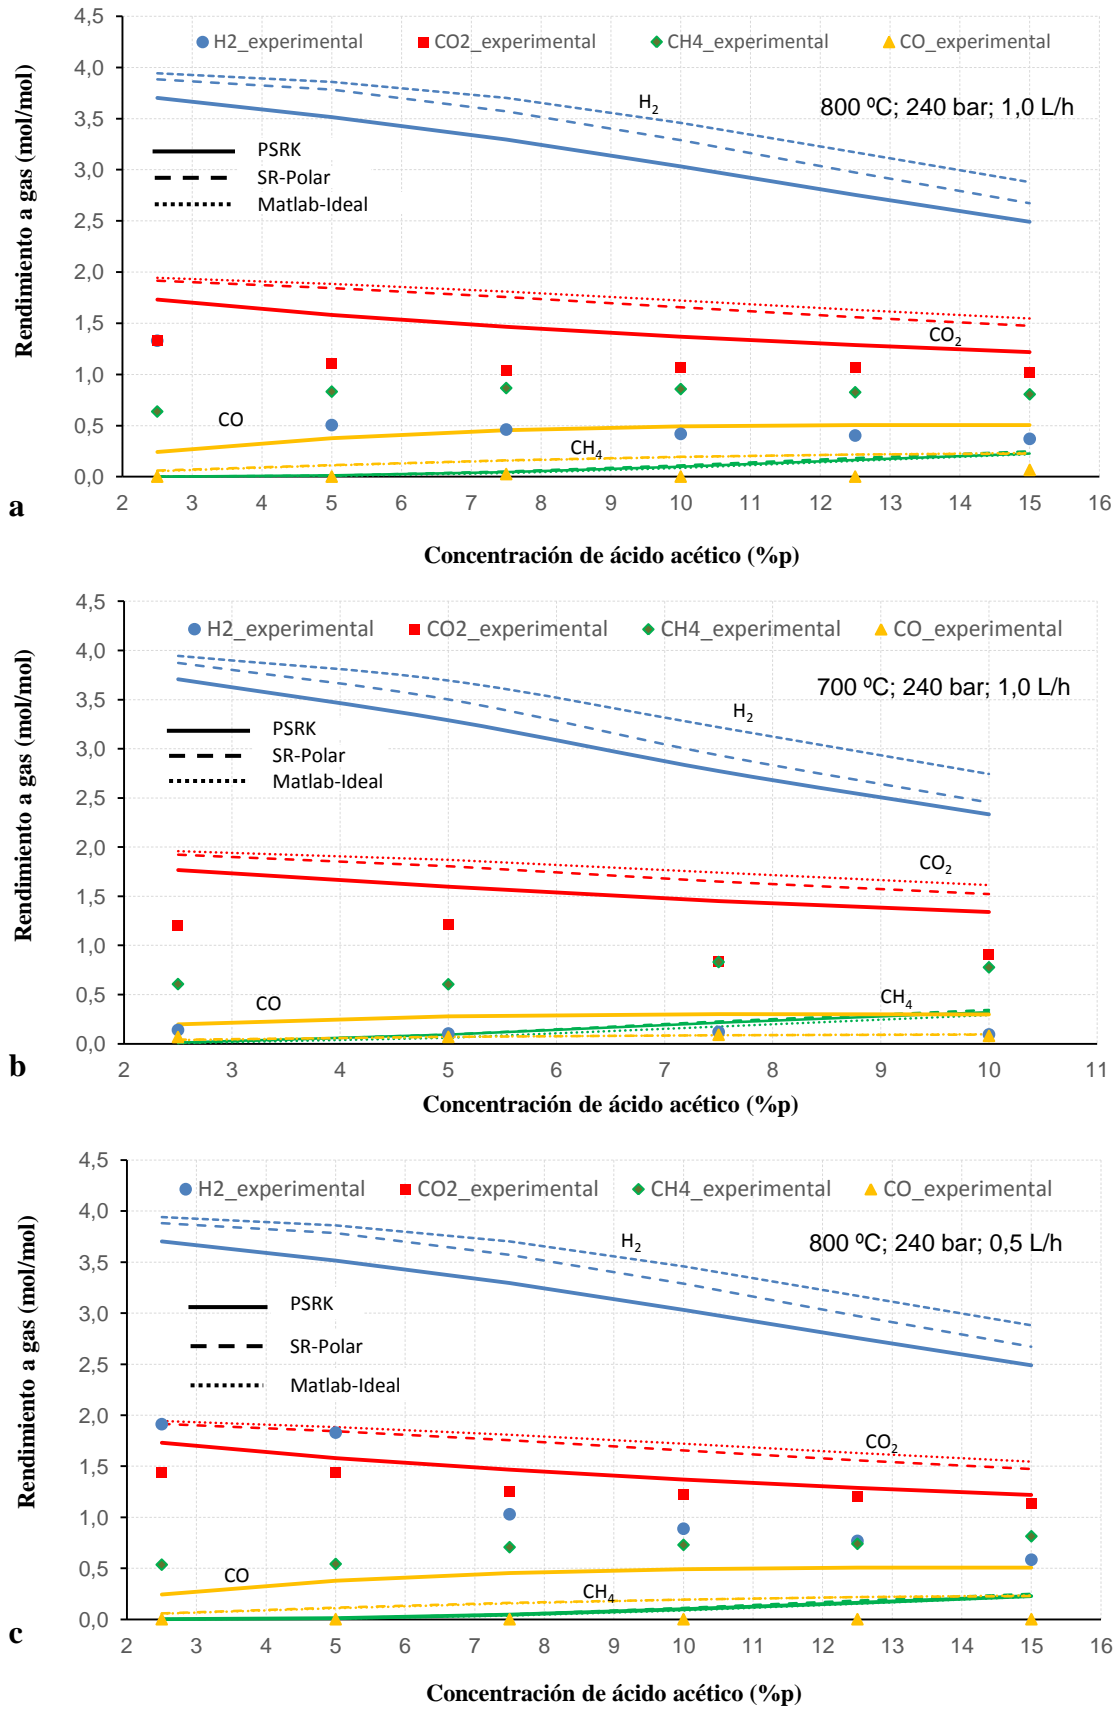 4,5
H2_experimental CO2_experimental CH4_experimental CO_experimental
4,0
H2
800 ºC; 240 bar; 1,0 L/h
3,5
PSRK
3,0
SR-Polar
Matlab-Ideal
2,5
2,0
1,5
CO2
1,0
CO
0,5
CH4
0,0
Rendimiento a gas (mol/mol)
2 3 4 5 6 7 8 9 10 11 12 13 14 15 16
a
Concentración de ácido acético (%p)
4,5
H2_experimental CO2_experimental CH4_experimental CO_experimental
4,0
700 ºC; 240 bar; 1,0 L/h
3,5
H2
PSRK
3,0
SR-Polar
Matlab-Ideal
2,5
2,0
CO2
1,5
1,0
0,5
CO
CH4
0,0
Rendimiento a gas (mol/mol)
2 3 4 5 6 7 8 9 10 11
b
Concentración de ácido acético (%p)
4,5
H2_experimental CO2_experimental CH4_experimental CO_experimental
4,0
H2
800 ºC; 240 bar; 0,5 L/h
3,5
PSRK
3,0
SR-Polar
2,5
Matlab-Ideal
2,0
CO2
1,5
1,0
0,5
CO
CH4
0,0
Rendimiento a gas (mol/mol)
2 3 4 5 6 7 8 9 10 11 12 13 14 15 16
c
Concentración de ácido acético (%p)